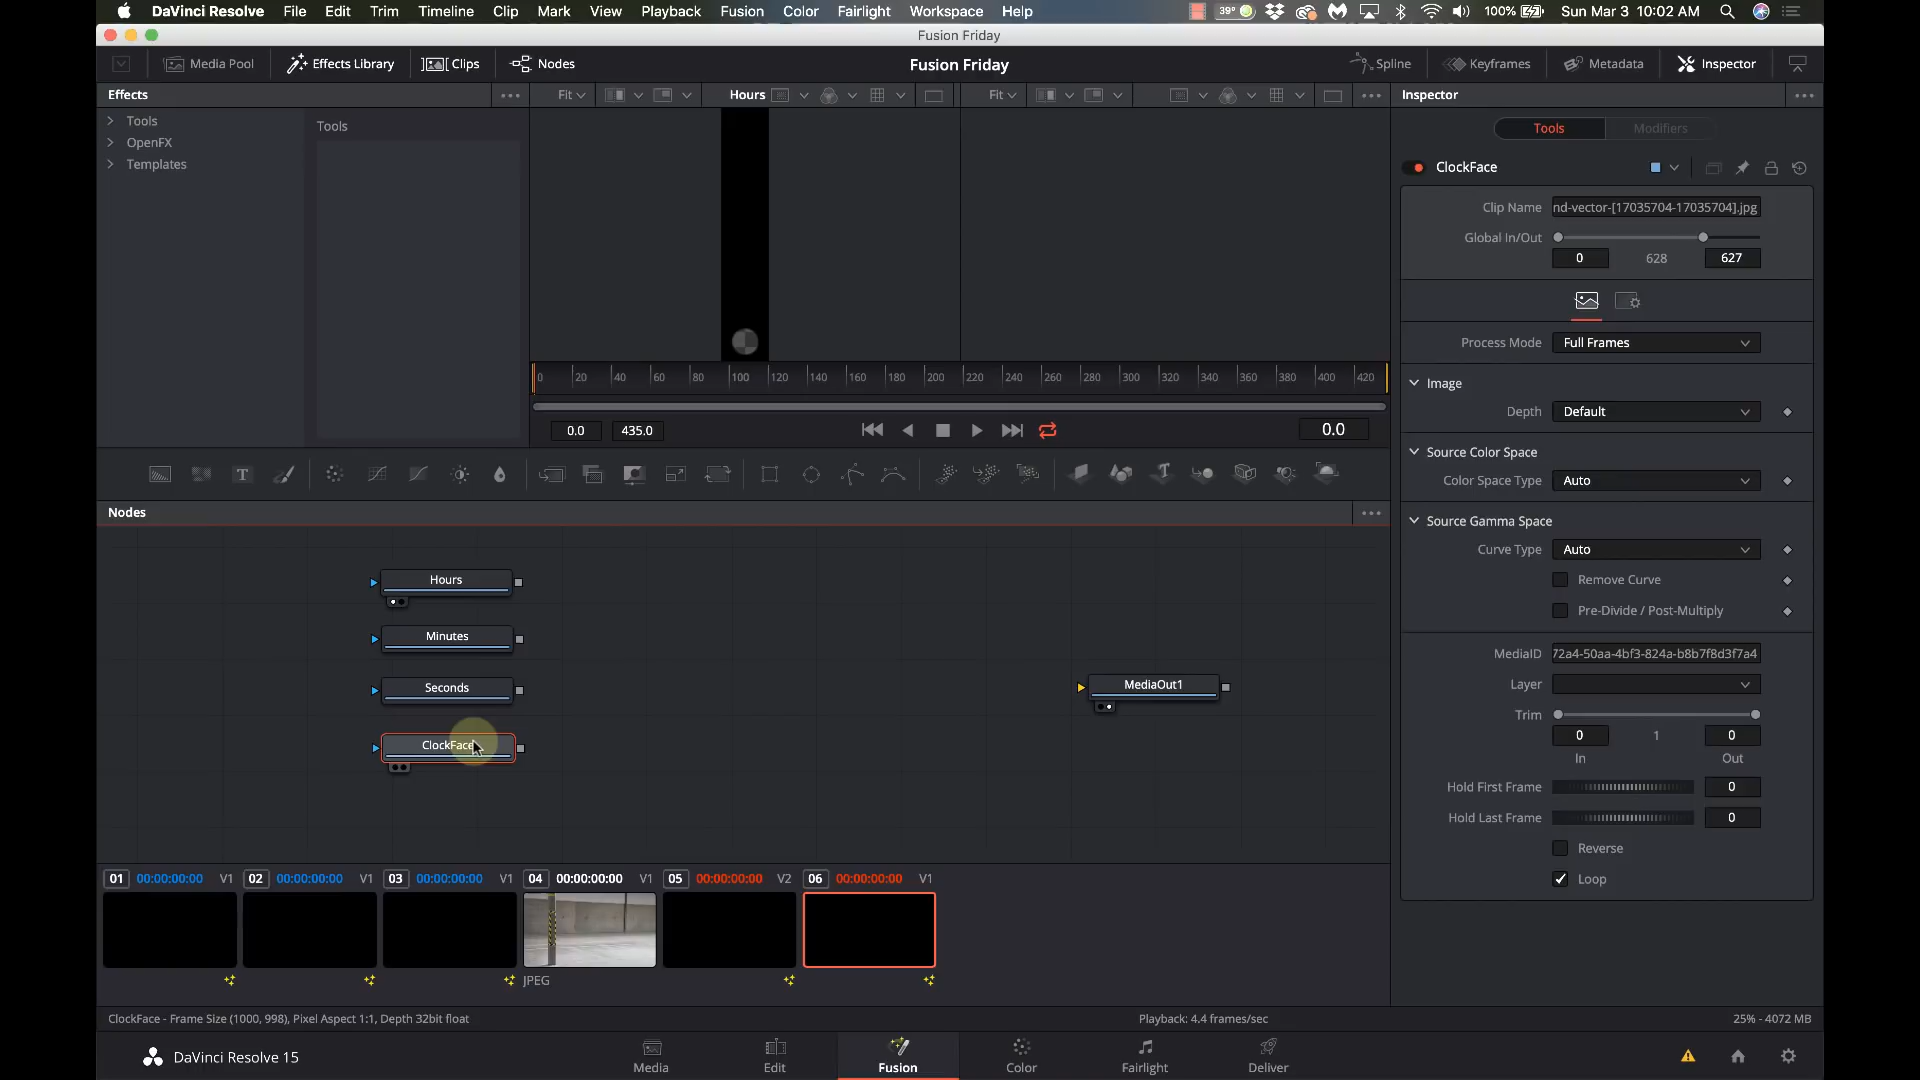 DaVinci Resolve File Edit Trim Timeline Clip Mark View Playback Fusion Color Fairlight Workspace Help 39° 100% Sun Mar 3 10:02 AM
Fusion Friday
Media Pool Effects Library Clips Nodes Fusion Friday Spline Keyframes Metadata Inspector
Effects Fit Hours Fit Inspector
Tools
OpenFX
Templates
Tools
Tools Modifiers
ClockFace
Clip Name nd-vector-[17035704-17035704].jpg
Global In/Out
0 628 627
Process Mode Full Frames
Image
Depth Default
Source Color Space
Color Space Type Auto
Source Gamma Space
Curve Type Auto
Remove Curve
Pre-Divide / Post-Multiply
MediaID 72a4-50aa-4bf3-824a-b8b7f8d3f7a4
Layer
Trim
0 1 0
In Out
Hold First Frame 0
Hold Last Frame 0
Reverse
Loop
0 20 40 60 80 100 120 140 160 180 200 220 240 260 280 300 320 340 360 380 400 420
0.0 435.0 0.0
T T
Nodes
Hours
Minutes
Seconds
ClockFace
MediaOut1
01 00:00:00:00 V1 02 00:00:00:00 V1 03 00:00:00:00 V1 04 00:00:00:00 V1 05 00:00:00:00 V2 06 00:00:00:00 V1
JPEG
ClockFace - Frame Size (1000, 998), Pixel Aspect 1:1, Depth 32bit float Playback: 4.4 frames/sec 25% - 4072 MB
DaVinci Resolve 15 Media Edit Fusion Color Fairlight Deliver